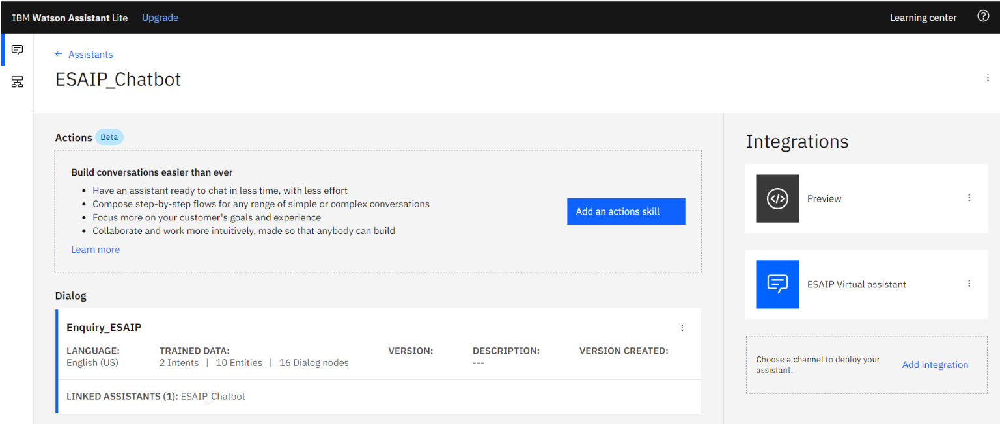 IBM Watson Assistant Lite Upgrade Learning center
← Assistants
ESAIP_Chatbot
Actions Beta
Build conversations easier than ever
• Have an assistant ready to chat in less time, with less effort
• Compose step-by-step flows for any range of simple or complex conversations
• Focus more on your customer's goals and experience
• Collaborate and work more intuitively, made so that anybody can build
Learn more
Add an actions skill
Dialog
Enquiry_ESAIP
LANGUAGE: TRAINED DATA: VERSION: DESCRIPTION: VERSION CREATED:
English (US) 2 Intents | 10 Entities | 16 Dialog nodes ---
LINKED ASSISTANTS (1): ESAIP_Chatbot
Integrations
Preview
ESAIP Virtual assistant
Choose a channel to deploy your
assistant.
Add integration